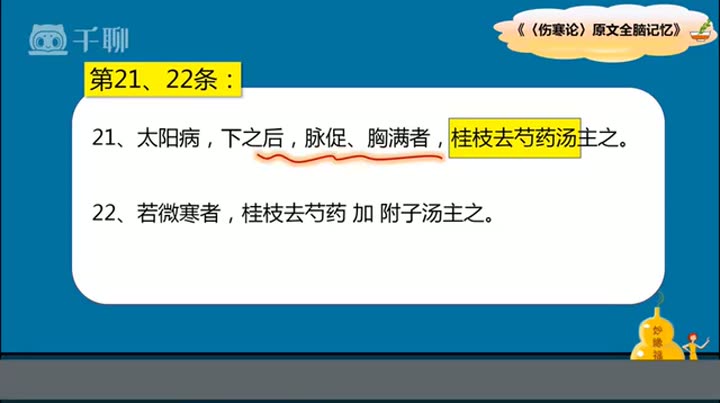 千聊
《〈伤寒论〉原文全脑记忆》
第21、22条：
21、太阳病，下之后，脉促、胸满者，桂枝去芍药汤主之。
22、若微寒者，桂枝去芍药 加 附子汤主之。